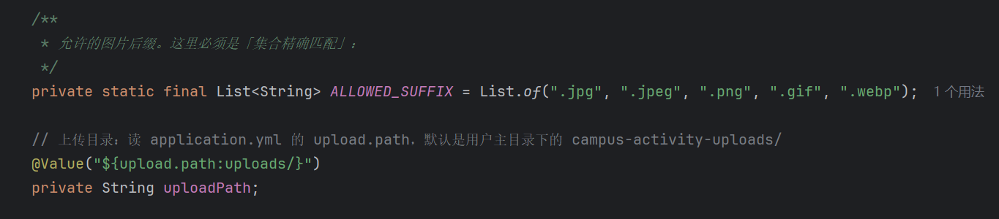 /**
 * 允许的图片后缀。这里必须是「集合精确匹配」：
 */
private static final List<String> ALLOWED_SUFFIX = List.of(".jpg", ".jpeg", ".png", ".gif", ".webp"); 1 个用法
// 上传目录：读 application.yml 的 upload.path，默认是用户主目录下的 campus-activity-uploads/
@Value("${upload.path:uploads/}")
private String uploadPath;